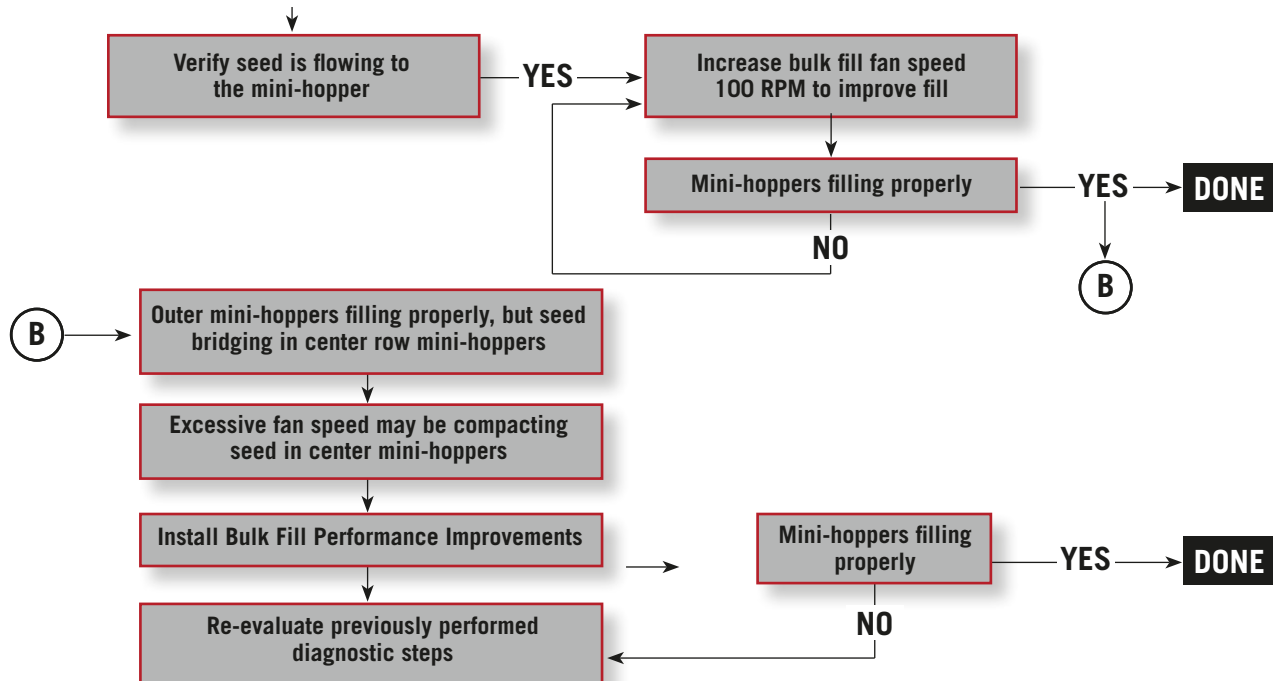 Verify seed is flowing to
the mini-hopper
YES
Increase bulk fill fan speed
100 RPM to improve fill
Mini-hoppers filling properly
YES
DONE
NO
B
B
Outer mini-hoppers filling properly, but seed
bridging in center row mini-hoppers
Excessive fan speed may be compacting
seed in center mini-hoppers
Install Bulk Fill Performance Improvements
Mini-hoppers filling
properly
YES
DONE
NO
Re-evaluate previously performed
diagnostic steps